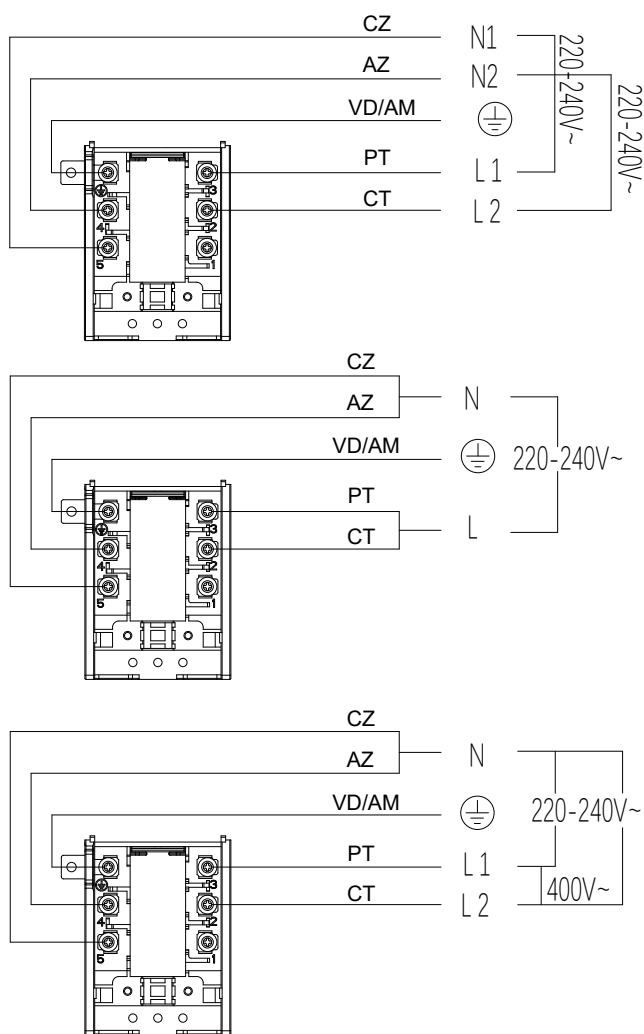 CZ N1
AZ N2
220-240V~
220-240V~
VD/AM
PT L1
CT L2
3
4 2
5 1
CZ
AZ N
VD/AM 220-240V~
PT
CT L
3
4 2
5 1
CZ
AZ N
VD/AM 220-240V~
PT L1
CT L2 400V~
3
4 2
5 1